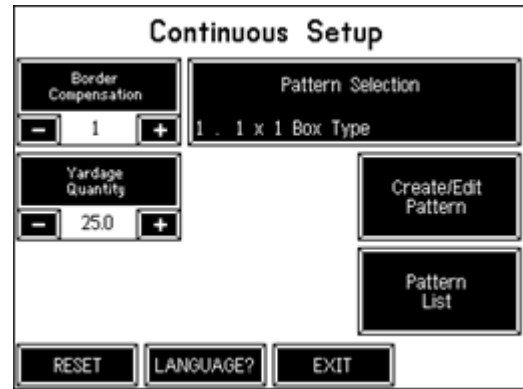 Continuous Setup
Border
Compensation
- 1 +
Pattern Selection
1 . 1 x 1 Box Type
Yardage
Quantity
- 25.0 +
Create/Edit
Pattern
Pattern
List
RESET
LANGUAGE?
EXIT